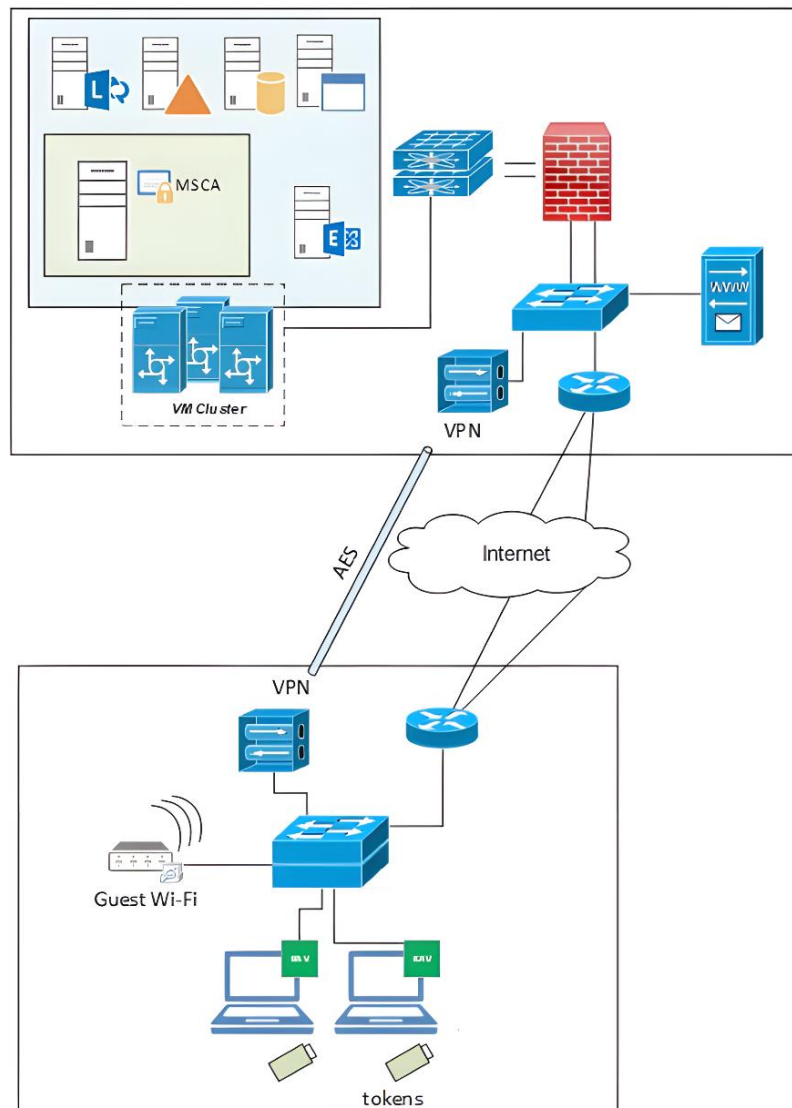 L
MSCA
E
WWW
VM Cluster
VPN
AES
Internet
VPN
Guest Wi-Fi
tokens